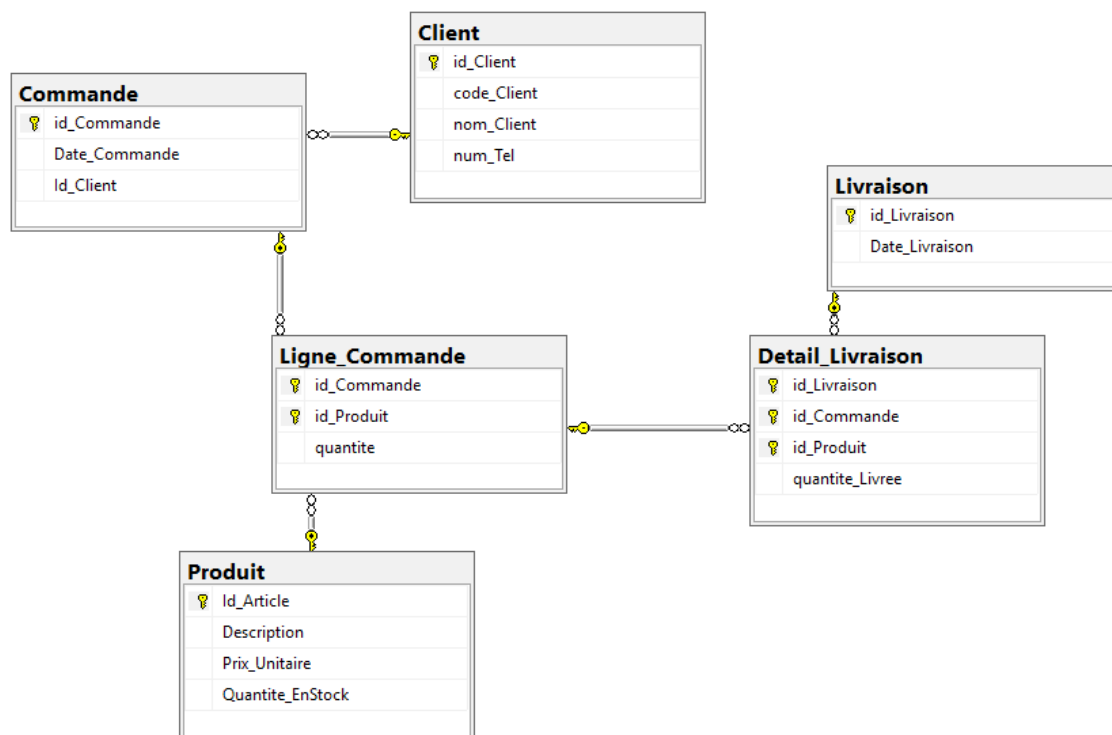 Client
id_Client
code_Client
nom_Client
num_Tel
Commande
id_Commande
Date_Commande
Id_Client
Livraison
id_Livraison
Date_Livraison
Ligne_Commande
id_Commande
id_Produit
quantite
Detail_Livraison
id_Livraison
id_Commande
id_Produit
quantite_Livree
Produit
Id_Article
Description
Prix_Unitaire
Quantite_EnStock